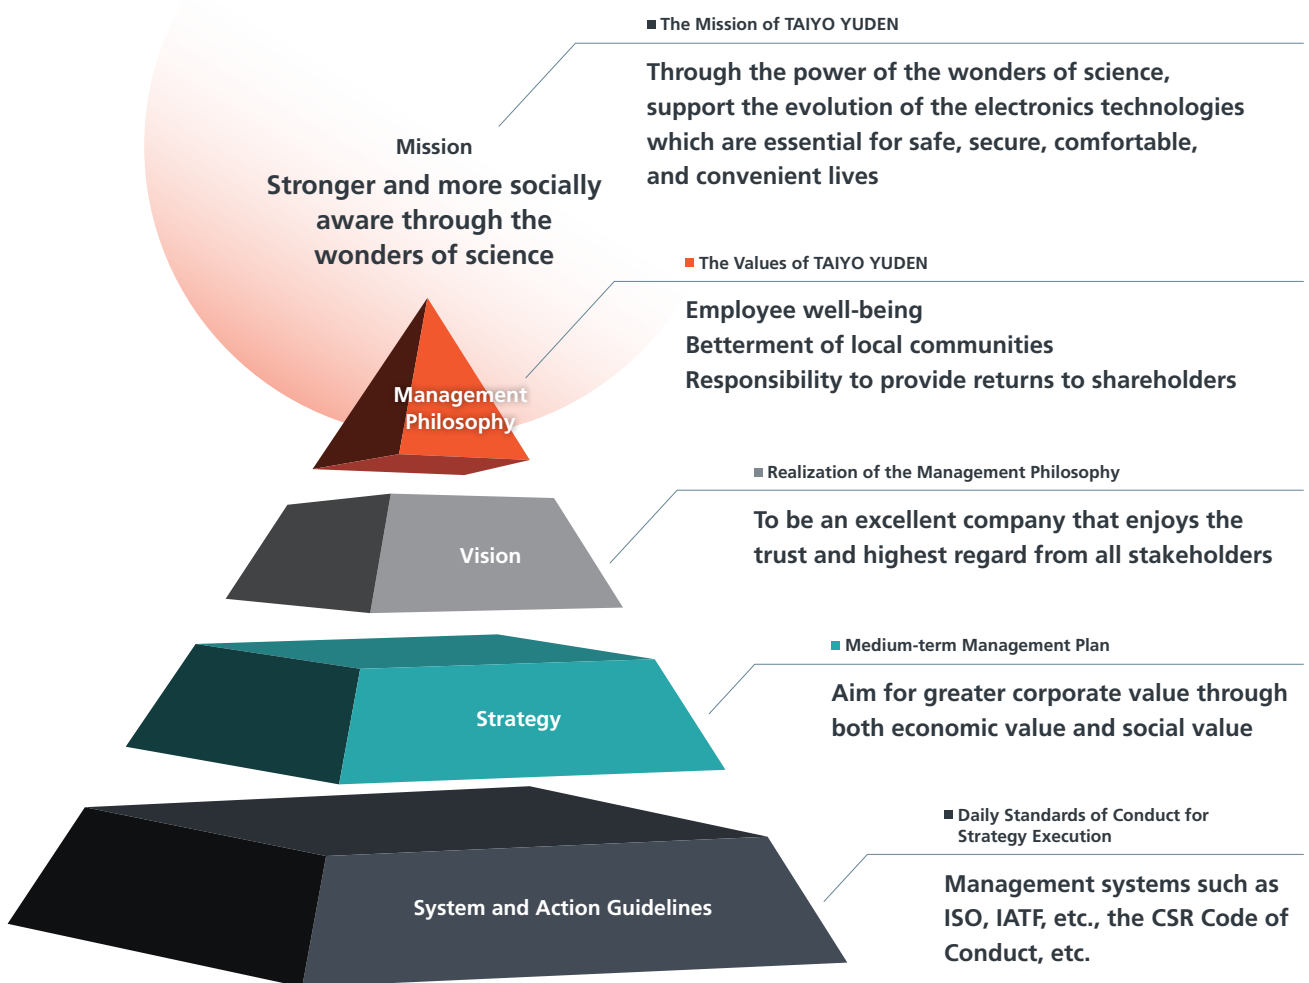 The Mission of TAIYO YUDEN
Through the power of the wonders of science,
support the evolution of the electronics technologies
which are essential for safe, secure, comfortable,
and convenient lives
Mission
Stronger and more socially
aware through the
wonders of science
The Values of TAIYO YUDEN
Employee well-being
Betterment of local communities
Responsibility to provide returns to shareholders
Management
Philosophy
Realization of the Management Philosophy
To be an excellent company that enjoys the
trust and highest regard from all stakeholders
Vision
Medium-term Management Plan
Aim for greater corporate value through
both economic value and social value
Strategy
Daily Standards of Conduct for
Strategy Execution
Management systems such as
ISO, IATF, etc., the CSR Code of
Conduct, etc.
System and Action Guidelines